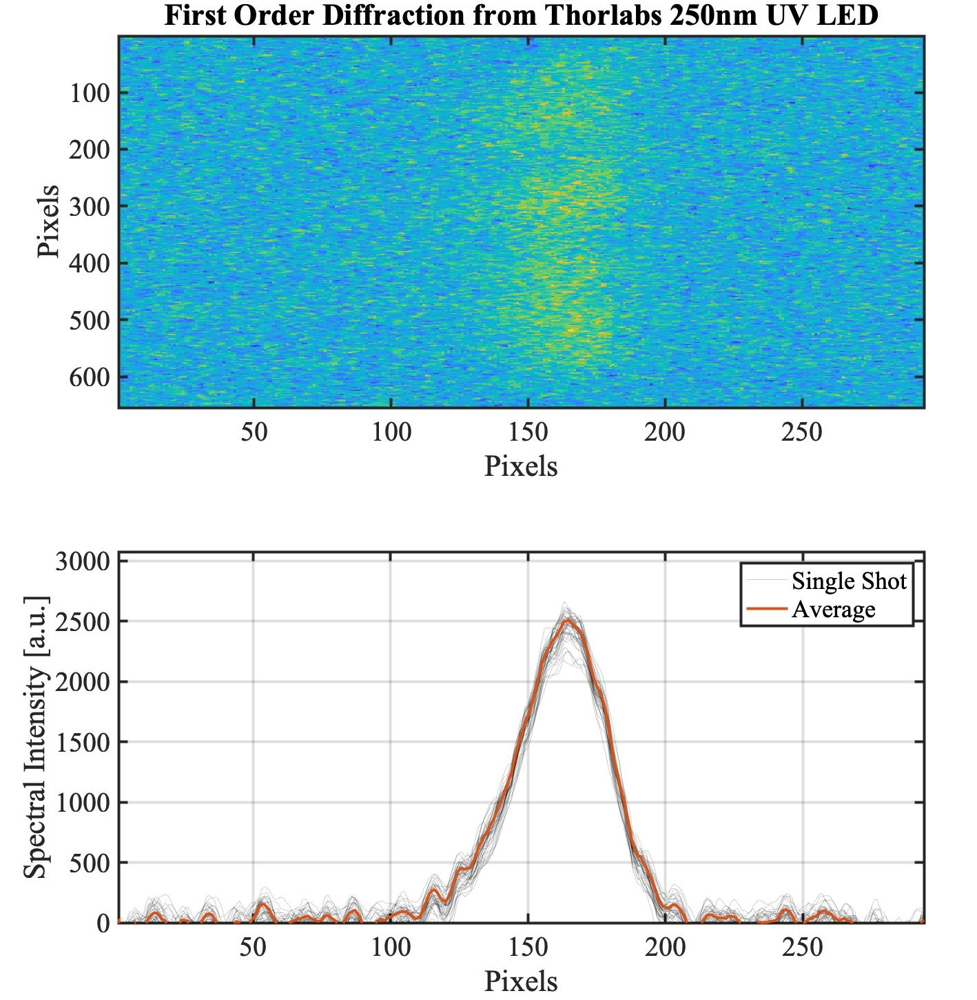 First Order Diffraction from Thorlabs 250nm UV LED
100
200
300
400
500
600
Pixels
50 100 150 200 250
Pixels
3000
2500
2000
1500
1000
500
0
Spectral Intensity [a.u.]
Single Shot
Average
50 100 150 200 250
Pixels